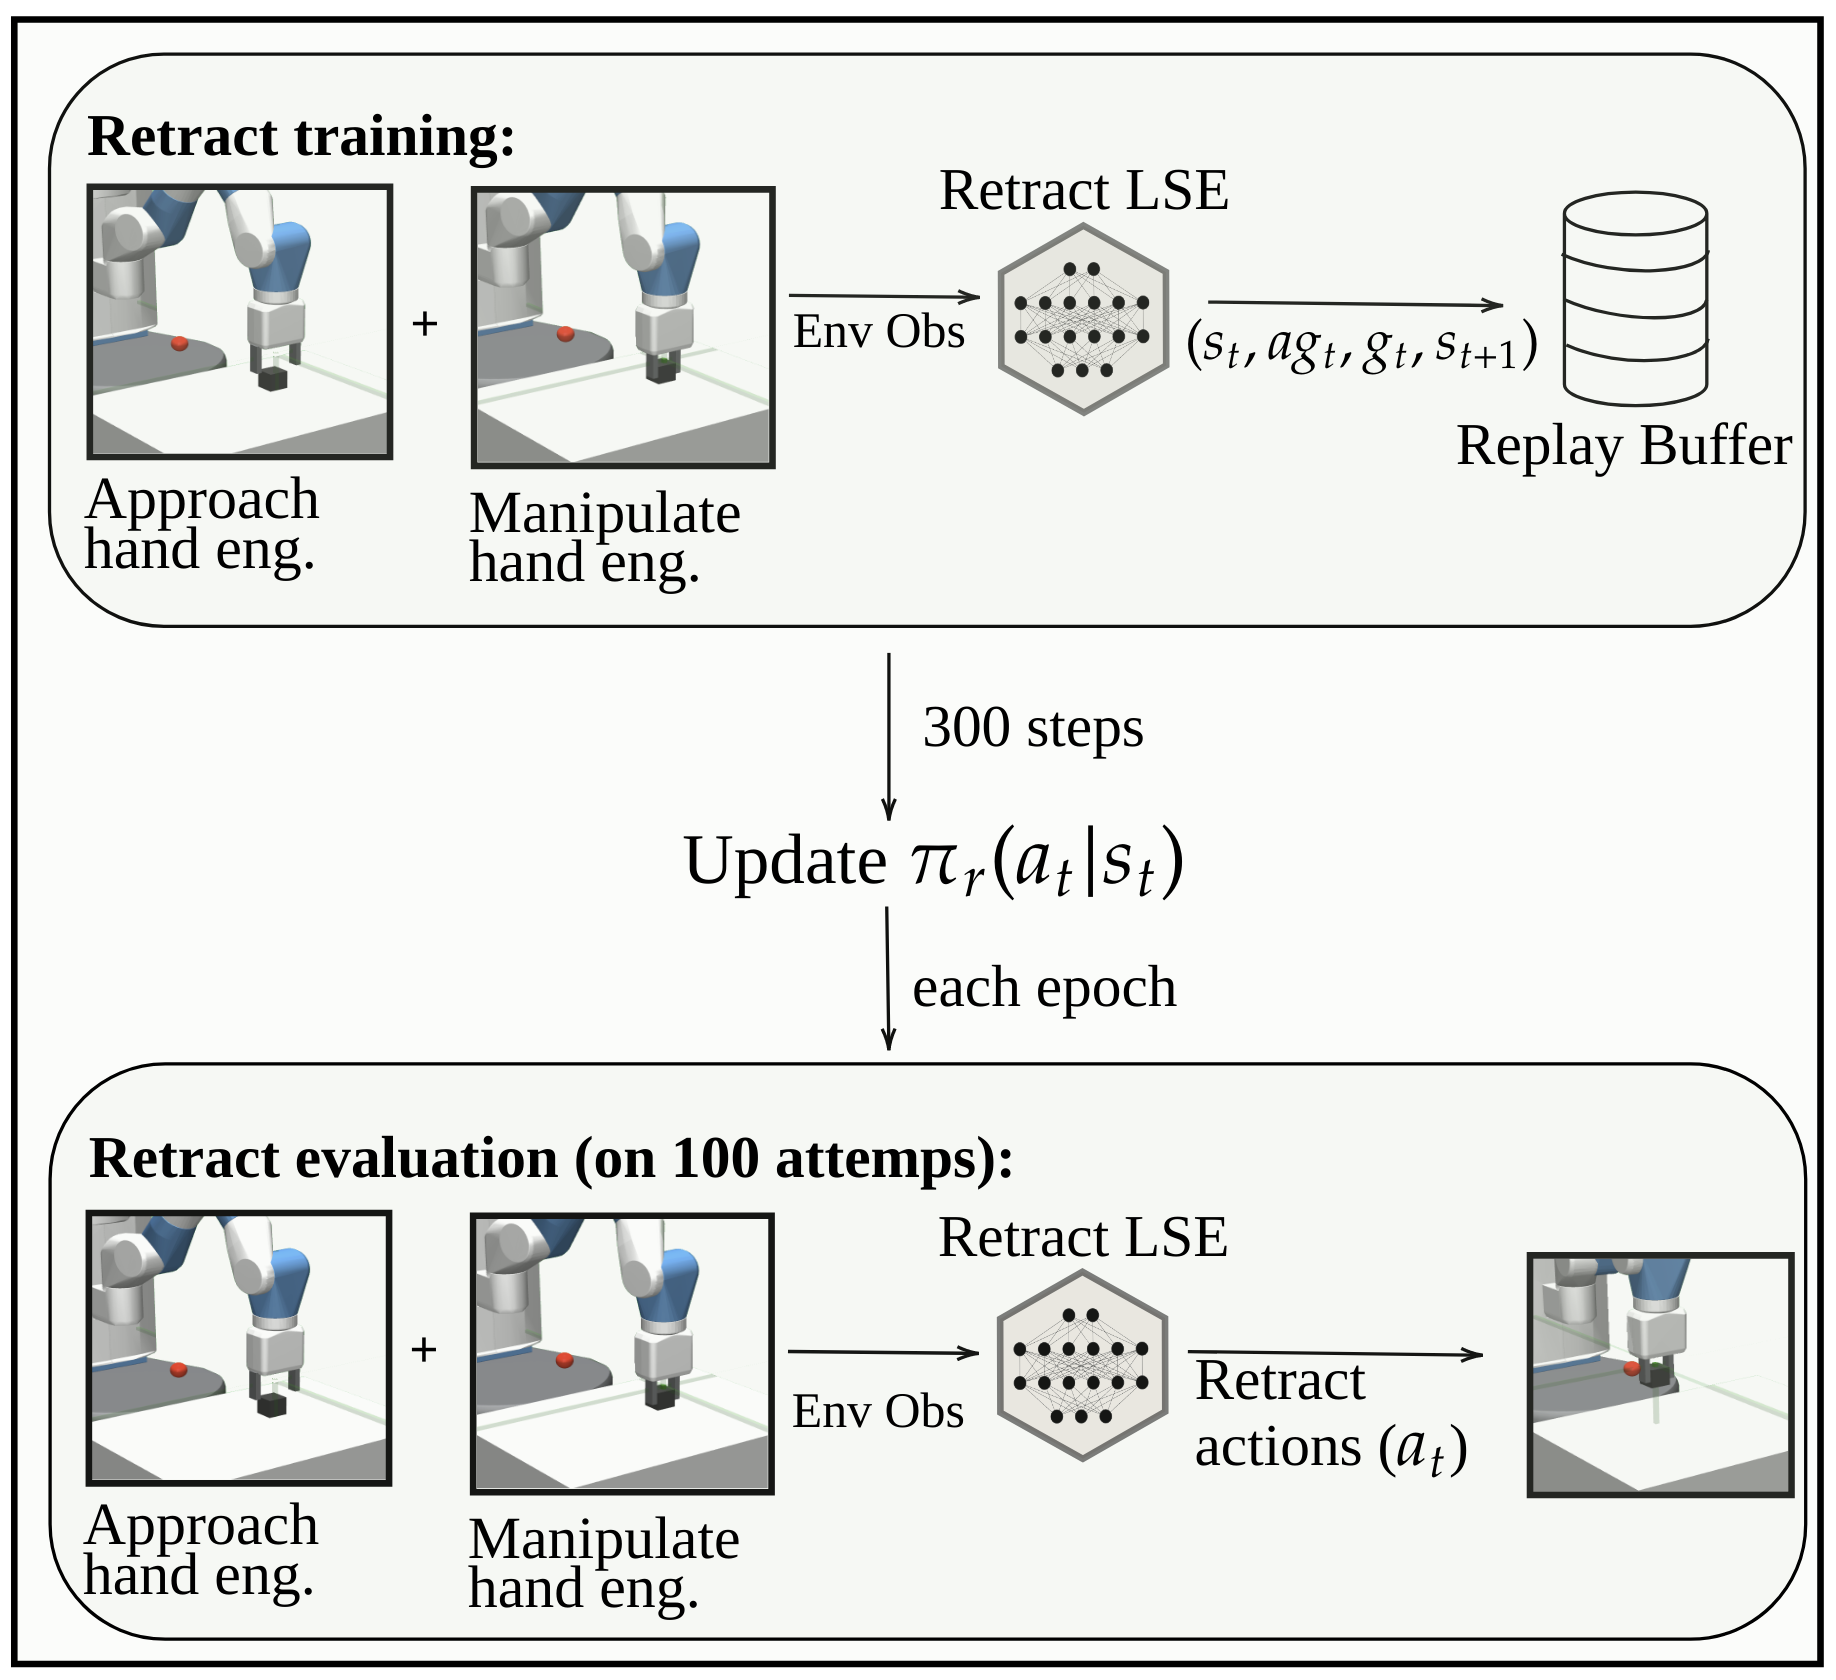 Retract training:
Retract LSE
+
Env Obs
(s_t, ag_t, g_t, s_{t+1})
Replay Buffer
Approach
hand eng.
Manipulate
hand eng.
300 steps
Update π_r(a_t|s_t)
each epoch
Retract evaluation (on 100 attemps):
Retract LSE
+
Env Obs
Retract
actions (a_t)
Approach
hand eng.
Manipulate
hand eng.